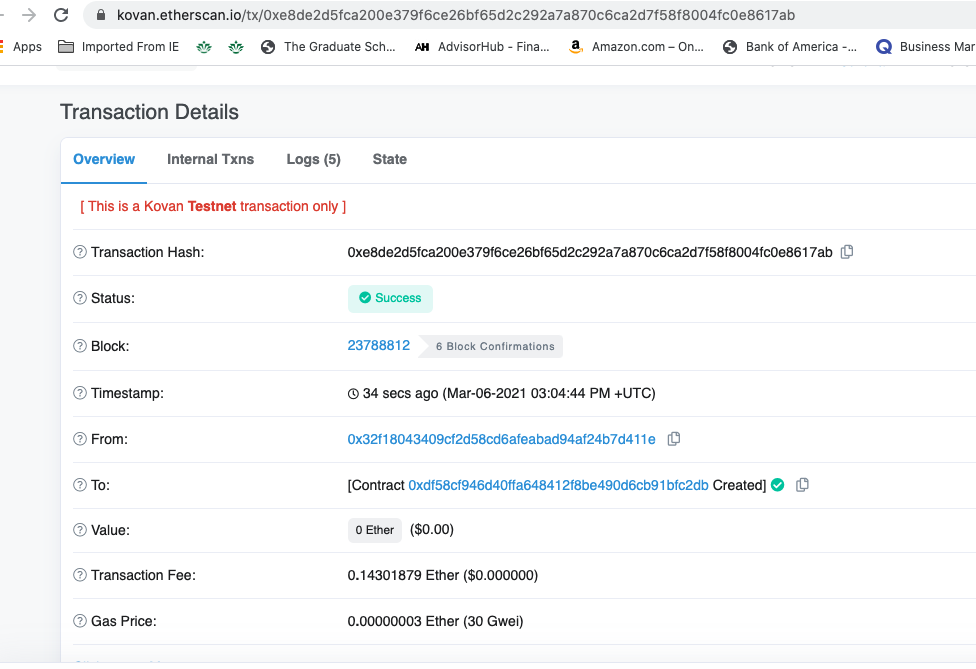 kovan.etherscan.io/tx/0xe8de2d5fca200e379f6ce26bf65d2c292a7a870c6ca2d7f58f8004fc0e8617ab
Apps Imported From IE The Graduate Sch... AH AdvisorHub - Fina... a Amazon.com – On... Bank of America -... Q Business Mar
Transaction Details
Overview Internal Txns Logs (5) State
[ This is a Kovan Testnet transaction only ]
? Transaction Hash: 0xe8de2d5fca200e379f6ce26bf65d2c292a7a870c6ca2d7f58f8004fc0e8617ab
? Status: Success
? Block: 23788812 6 Block Confirmations
? Timestamp: 34 secs ago (Mar-06-2021 03:04:44 PM +UTC)
? From: 0x32f18043409cf2d58cd6afeabad94af24b7d411e
? To: [Contract 0xdf58cf946d40ffa648412f8be490d6cb91bfc2db Created]
? Value: 0 Ether ($0.00)
? Transaction Fee: 0.14301879 Ether ($0.000000)
? Gas Price: 0.00000003 Ether (30 Gwei)